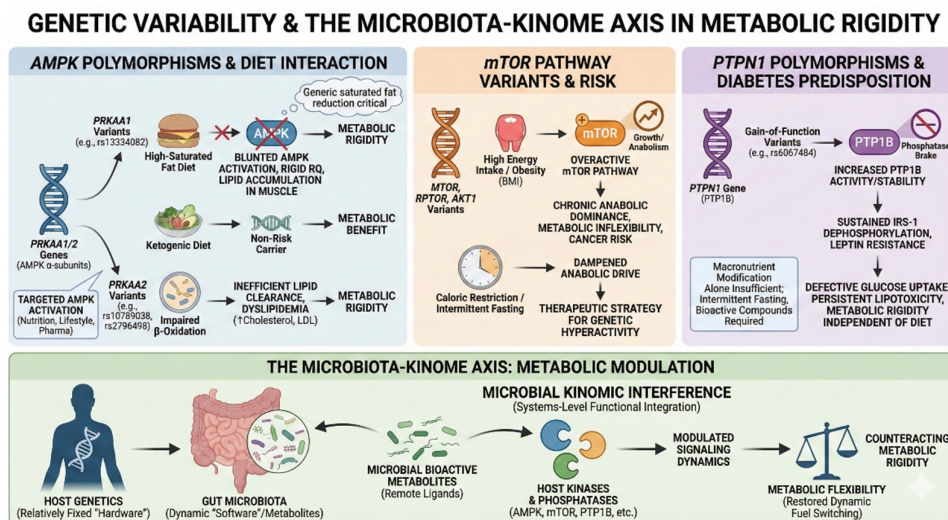 GENETIC VARIABILITY & THE MICROBIOTA-KINOME AXIS IN METABOLIC RIGIDITY
AMPK POLYMORPHISMS & DIET INTERACTION
Generic saturated fat
reduction critical
PRKAA1
Variants
(e.g., rs13334082)
High-Saturated
Fat Diet
AMPK
BLUNTED AMPK
ACTIVATION, RIGID RQ,
LIPID ACCUMULATION
IN MUSCLE
METABOLIC
RIGIDITY
PRKAA1/2
Genes
(AMPK α-subunits)
Ketogenic Diet
Non-Risk
Carrier
METABOLIC
BENEFIT
TARGETED AMPK
ACTIVATION
(Nutrition, Lifestyle,
Pharma)
PRKAA2
Variants
(e.g.,
rs10789038,
rs2796498)
Impaired
β-Oxidation
INEFFICIENT LIPID
CLEARANCE,
DYSLIPIDEMIA
(↑Cholesterol, LDL)
METABOLIC
RIGIDITY
mTOR PATHWAY
VARIANTS & RISK
MTOR,
RPTOR, AKT1
Variants
High Energy
Intake / Obesity
(BMI)
mTOR
Growth/
Anabolism
OVERACTIVE
mTOR PATHWAY
CHRONIC ANABOLIC
DOMINANCE,
METABOLIC INFLEXIBILITY,
CANCER RISK
Caloric Restriction /
Intermittent Fasting
DAMPENED
ANABOLIC DRIVE
THERAPEUTIC STRATEGY
FOR GENETIC
HYPERACTIVITY
PTPN1 POLYMORPHISMS &
DIABETES PREDISPOSITION
PTPN1 Gene
(PTP1B)
Gain-of-Function
Variants
(e.g., rs6067484)
PTP1B
Phosphatase
Brake
INCREASED PTP1B
ACTIVITY/STABILITY
SUSTAINED IRS-1
DEPHOSPHORYLATION,
LEPTIN RESISTANCE
Macronutrient
Modification
Alone Insufficient;
Intermittent Fasting,
Bioactive Compounds
Required
DEFECTIVE GLUCOSE UPTAKE
PERSISTENT LIPOTOXICITY,
METABOLIC RIGIDITY
INDEPENDENT OF DIET
THE MICROBIOTA-KINOME AXIS: METABOLIC MODULATION
HOST GENETICS
(Relatively Fixed "Hardware")
GUT MICROBIOTA
(Dynamic "Software"/Metabolites)
MICROBIAL BIOACTIVE
METABOLITES
(Remote Ligands)
MICROBIAL KINOMIC INTERFERENCE
(Systems-Level Functional Integration)
HOST KINASES
& PHOSPHATASES
(AMPK, mTOR, PTP1B, etc.)
MODULATED
SIGNALING
DYNAMICS
METABOLIC FLEXIBILITY
(Restored Dynamic
Fuel Switching)
COUNTERACTING
METABOLIC
RIGIDITY